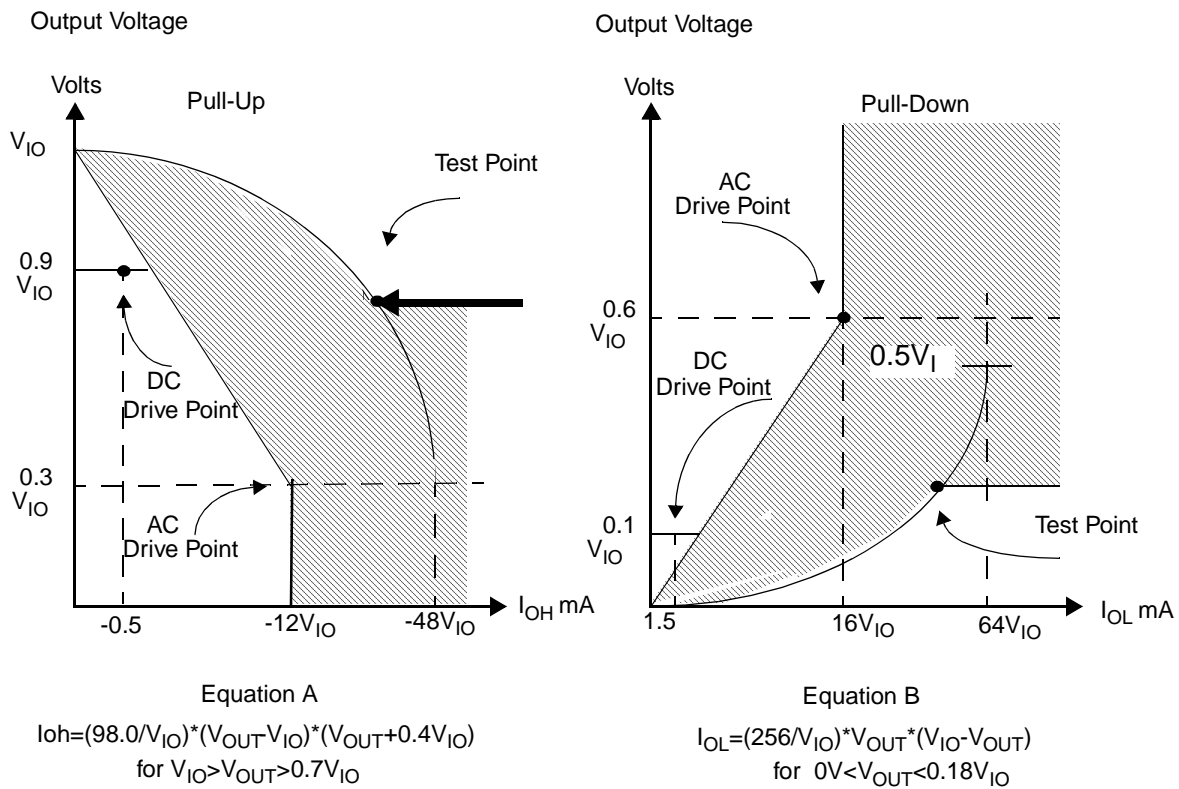 Output Voltage
Volts
Pull-Up
V_IO
Test Point
0.9
V_IO
DC
Drive Point
0.3
V_IO
AC
Drive Point
-0.5
-12V_IO
-48V_IO
I_OH mA
Equation A
Ioh=(98.0/V_IO)*(V_OUT-V_IO)*(V_OUT+0.4V_IO)
for V_IO>V_OUT>0.7V_IO
Output Voltage
Volts
Pull-Down
AC
Drive Point
0.6
V_IO
0.5V_I
DC
Drive Point
0.1
V_IO
Test Point
1.5
16V_IO
64V_IO
I_OL mA
Equation B
I_OL=(256/V_IO)*V_OUT*(V_IO-V_OUT)
for 0V<V_OUT<0.18V_IO